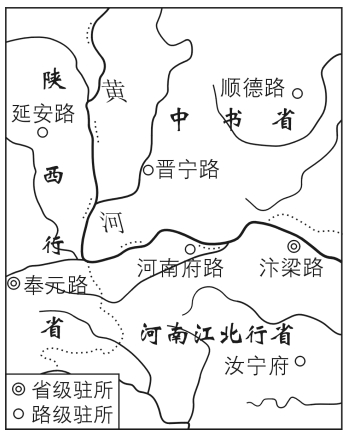 陕西行省
黄河
中书省
顺德路
延安路
晋宁路
河南府路
汴梁路
奉元路
河南江北行省
汝宁府
省级驻所
路级驻所